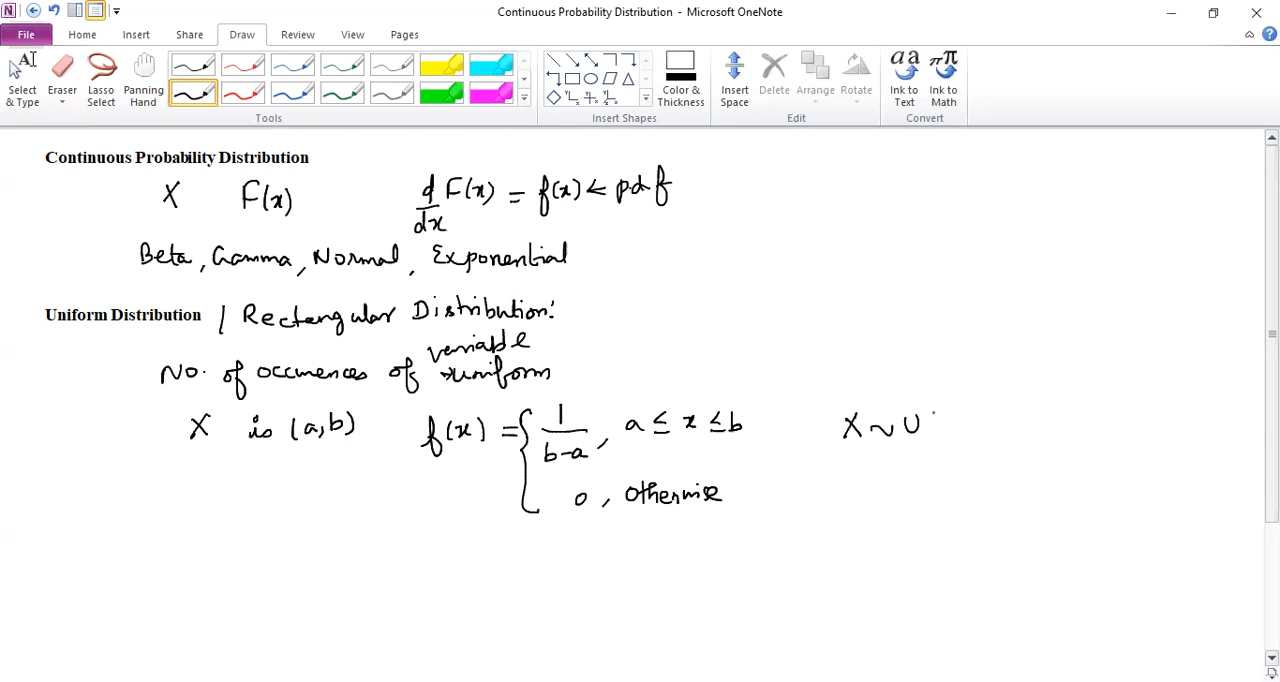 Continuous Probability Distribution - Microsoft OneNote
File Home Insert Share Draw Review View Pages
Select & Type Eraser Lasso Select Panning Hand Color & Thickness Insert Space Delete Arrange Rotate Ink to Text Ink to Math
Tools Insert Shapes Edit Convert
Continuous Probability Distribution
X F(x) d/dx F(x) = f(x) ← pdf
Beta, Gamma, Normal, Exponential
Uniform Distribution / Rectangular Distribution:
variable
No. of occurences of uniform
X is (a,b) f(x) = { 1/b-a, a ≤ x ≤ b X ~ U
0, otherwise